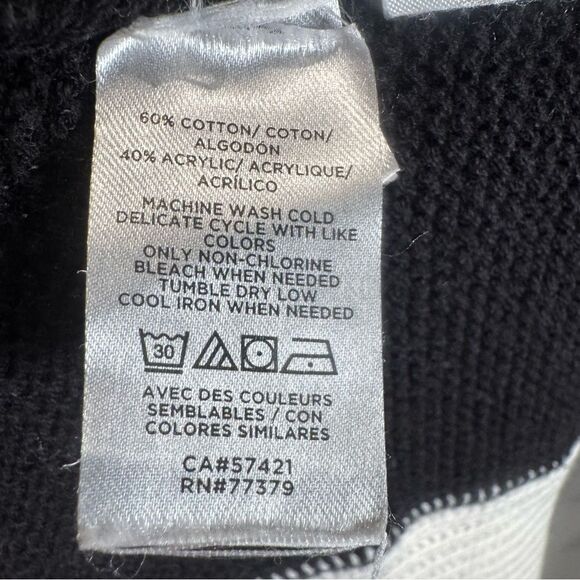 60% COTTON/ COTON/
ALGODÓN
40% ACRYLIC/ ACRYLIQUE/
ACRÍLICO
MACHINE WASH COLD
DELICATE CYCLE WITH LIKE
COLORS
ONLY NON-CHLORINE
BLEACH WHEN NEEDED
TUMBLE DRY LOW
COOL IRON WHEN NEEDED
30
AVEC DES COULEURS
SEMBLABLES / CON
COLORES SIMILARES
CA#57421
RN#77379